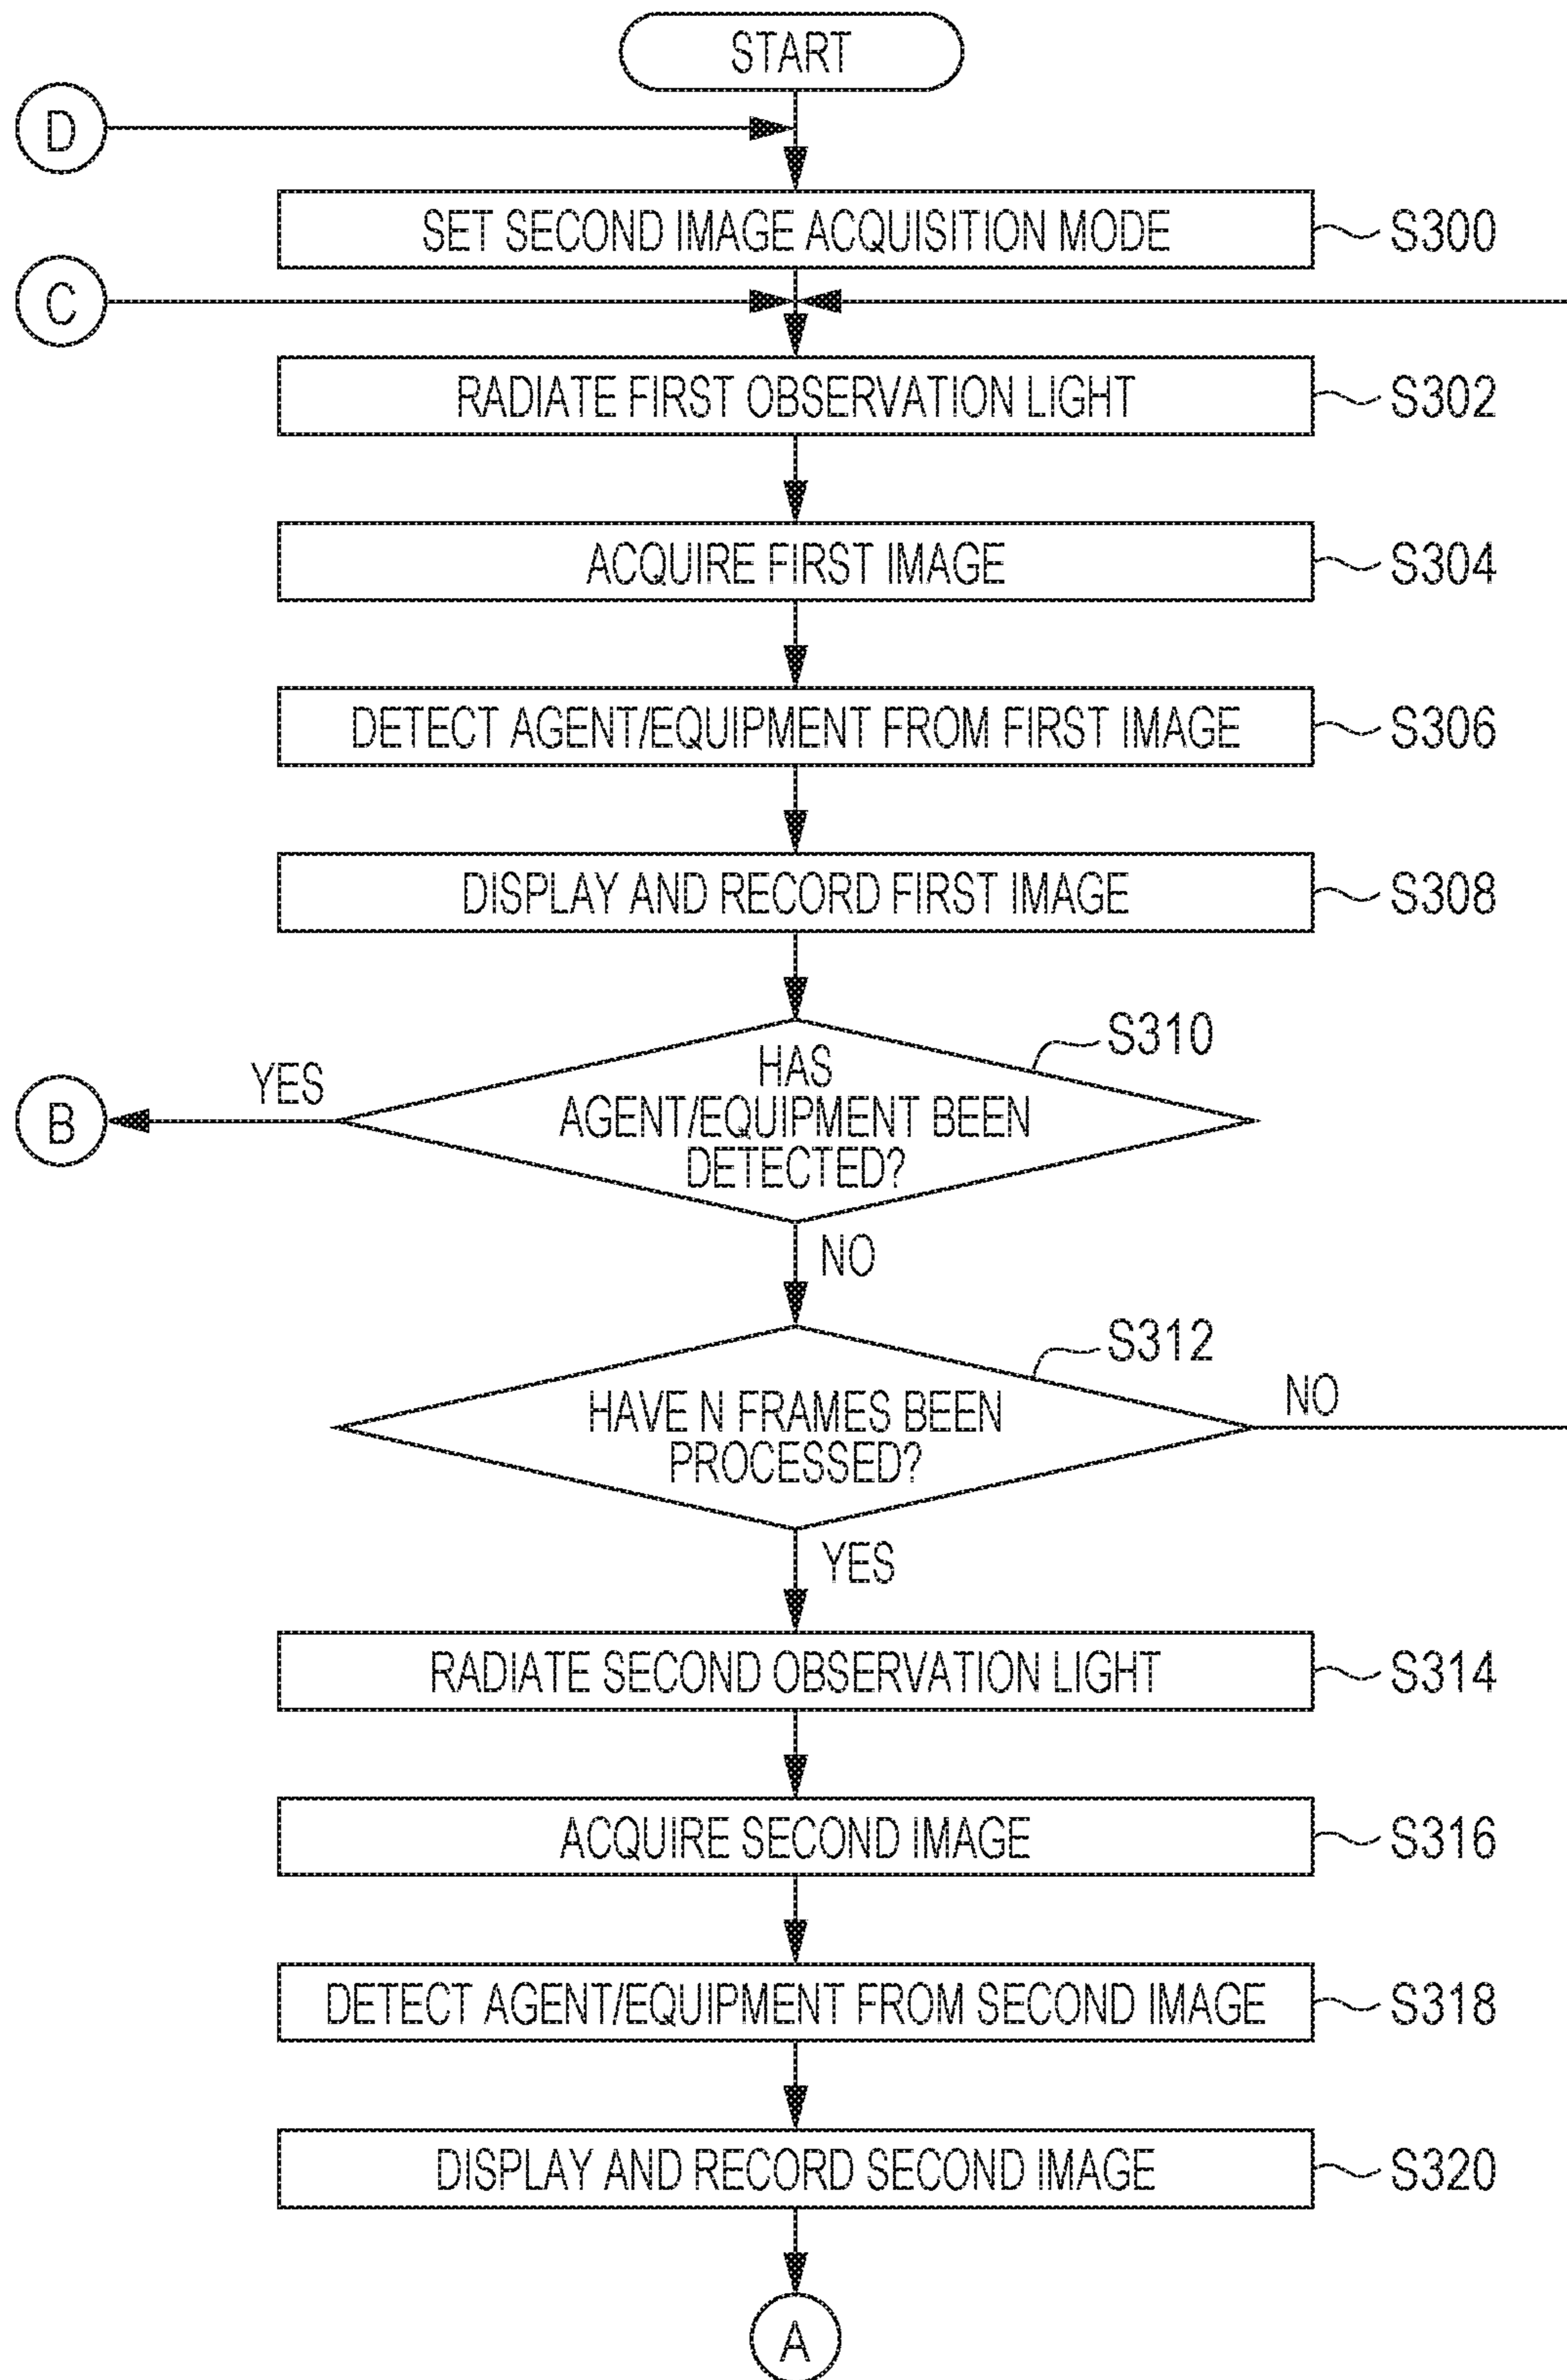 START
D
SET SECOND IMAGE ACQUISITION MODE
S300
C
RADIATE FIRST OBSERVATION LIGHT
S302
ACQUIRE FIRST IMAGE
S304
DETECT AGENT/EQUIPMENT FROM FIRST IMAGE
S306
DISPLAY AND RECORD FIRST IMAGE
S308
S310
HAS
AGENT/EQUIPMENT BEEN
DETECTED?
YES
B
NO
S312
HAVE N FRAMES BEEN
PROCESSED?
NO
YES
RADIATE SECOND OBSERVATION LIGHT
S314
ACQUIRE SECOND IMAGE
S316
DETECT AGENT/EQUIPMENT FROM SECOND IMAGE
S318
DISPLAY AND RECORD SECOND IMAGE
S320
A